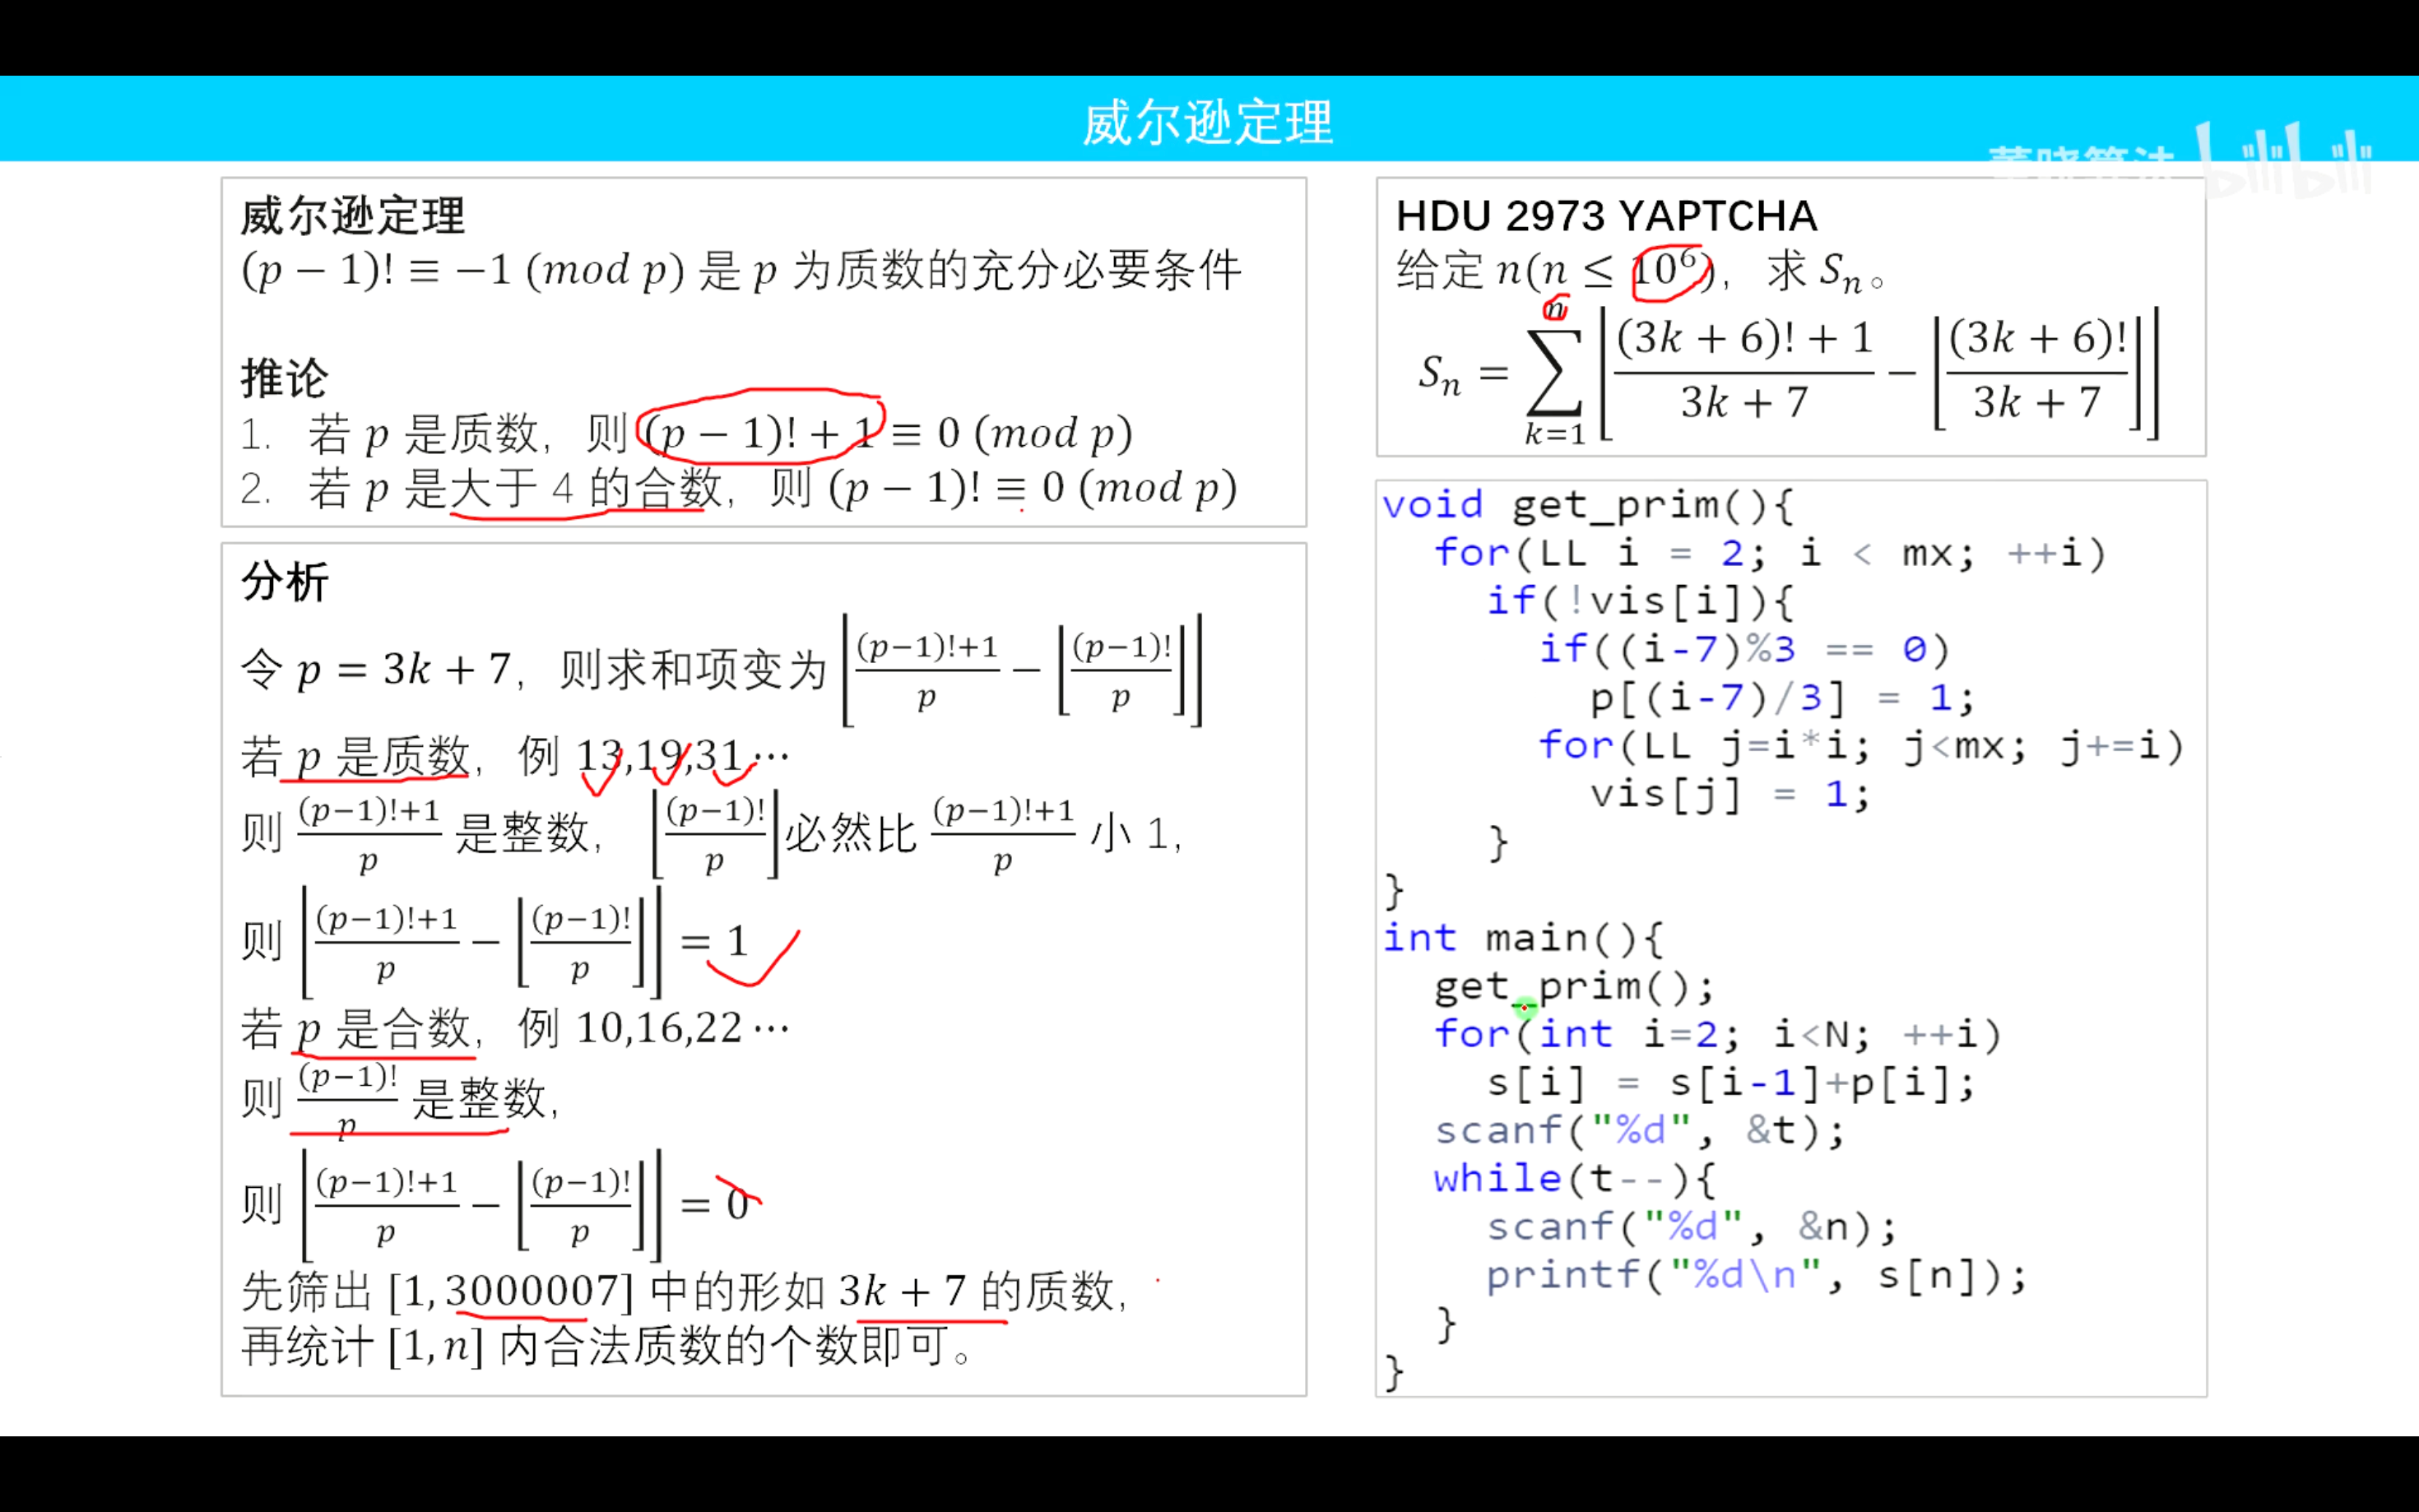 威尔逊定理
bilibili
威尔逊定理
(p − 1)! ≡ −1 (mod p) 是 p 为质数的充分必要条件
推论
1. 若 p 是质数，则 (p − 1)! + 1 ≡ 0 (mod p)
2. 若 p 是大于 4 的合数，则 (p − 1)! ≡ 0 (mod p)
分析
令 p = 3k + 7，则求和项变为 ⌊((p−1)!+1)/p − ⌊(p−1)!/p⌋⌋
若 p 是质数，例 13,19,31 ⋯
则 ((p−1)!+1)/p 是整数，⌊(p−1)!/p⌋必然比 ((p−1)!+1)/p 小 1，
则 ⌊((p−1)!+1)/p − ⌊(p−1)!/p⌋⌋ = 1
若 p 是合数，例 10,16,22 ⋯
则 (p−1)!/p 是整数，
则 ⌊((p−1)!+1)/p − ⌊(p−1)!/p⌋⌋ = 0
先筛出 [1, 3000007] 中的形如 3k + 7 的质数，
再统计 [1, n] 内合法质数的个数即可。
HDU 2973 YAPTCHA
给定 n(n ≤ 10⁶)，求 Sₙ。
Sₙ = ∑ₖ₌₁ⁿ ⌊((3k + 6)! + 1)/(3k + 7) − ⌊(3k + 6)!/(3k + 7)⌋⌋
void get_prim(){
for(LL i = 2; i < mx; ++i)
if(!vis[i]){
if((i-7)%3 == 0)
p[(i-7)/3] = 1;
for(LL j=i*i; j<mx; j+=i)
vis[j] = 1;
}
}
int main(){
get_prim();
for(int i=2; i<N; ++i)
s[i] = s[i-1]+p[i];
scanf("%d", &t);
while(t--){
scanf("%d", &n);
printf("%d\n", s[n]);
}
}